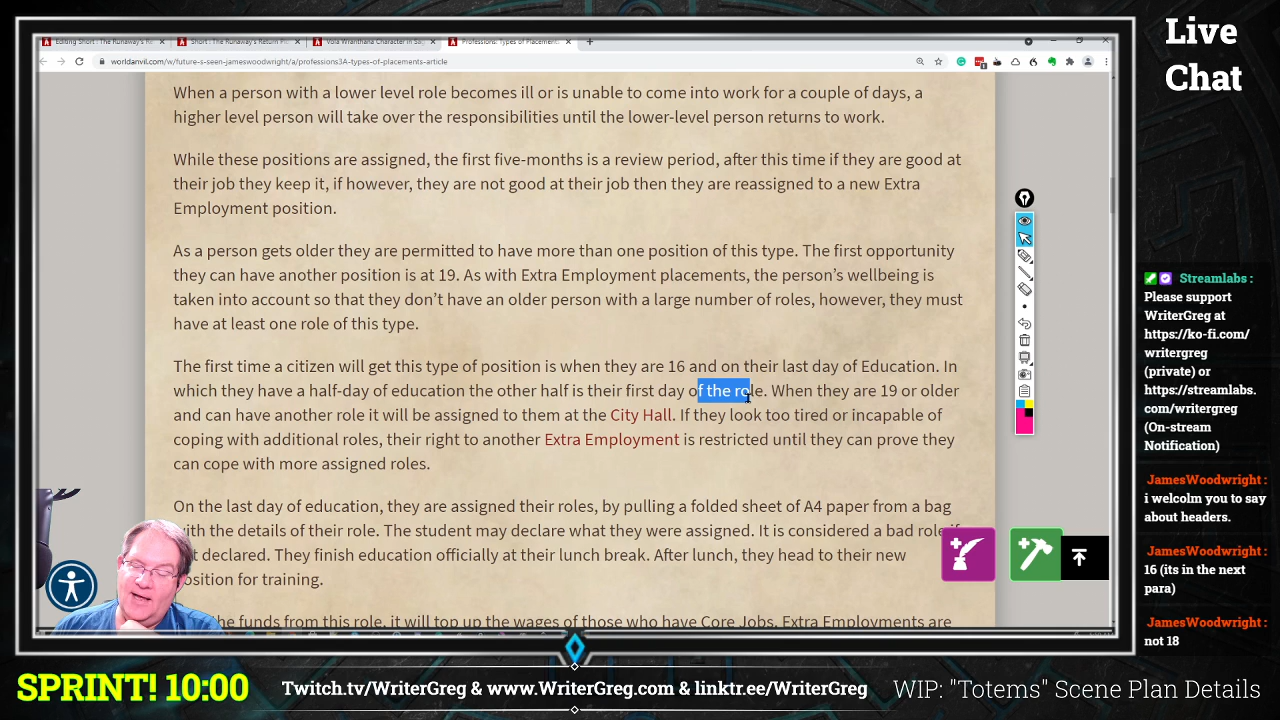 Editing Short | The Runaway's R
Short | The Runaway's Return P
Professions: Types of Placement
worldanvil.com/w/future-s-seen-jameswoodwright/a/professions3A-types-of-placements-article
When a person with a lower level role becomes ill or is unable to come into work for a couple of days, a
higher level person will take over the responsibilities until the lower-level person returns to work.
While these positions are assigned, the first five-months is a review period, after this time if they are good at
their job they keep it, if however, they are not good at their job then they are reassigned to a new Extra
Employment position.
As a person gets older they are permitted to have more than one position of this type. The first opportunity
they can have another position is at 19. As with Extra Employment placements, the person's wellbeing is
taken into account so that they don't have an older person with a large number of roles, however, they must
have at least one role of this type.
The first time a citizen will get this type of position is when they are 16 and on their last day of Education. In
which they have a half-day of education the other half is their first day of the role. When they are 19 or older
and can have another role it will be assigned to them at the City Hall. If they look too tired or incapable of
coping with additional roles, their right to another Extra Employment is restricted until they can prove they
can cope with more assigned roles.
On the last day of education, they are assigned their roles, by pulling a folded sheet of A4 paper from a bag
with the details of their role. The student may declare what they were assigned. It is considered a bad role if
declared. They finish education officially at their lunch break. After lunch, they head to their new
position for training.
the funds from this role, it will top up the wages of those who have Core Jobs. Extra Employments are
Live
Chat
Streamlabs :
Please support
WriterGreg at
https://ko-fi.com/
writergreg
(private) or
https://streamlabs.
com/writergreg
(On-stream
Notification)
JamesWoodwright :
i welcolm you to say
about headers.
JamesWoodwright :
16 (its in the next
para)
JamesWoodwright :
not 18
SPRINT! 10:00
Twitch.tv/WriterGreg & www.WriterGreg.com & linktr.ee/WriterGreg
WIP: "Totems" Scene Plan Details